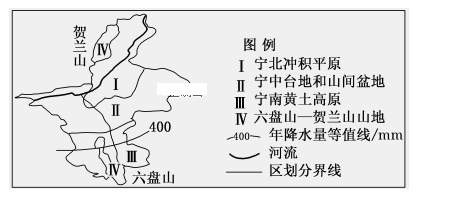 贺兰山
Ⅳ
Ⅰ
Ⅱ
400
Ⅲ
Ⅳ
六盘山
图例
Ⅰ 宁北冲积平原
Ⅱ 宁中台地和山间盆地
Ⅲ 宁南黄土高原
Ⅳ 六盘山—贺兰山山地
400 年降水量等值线/mm
河流
区划分界线